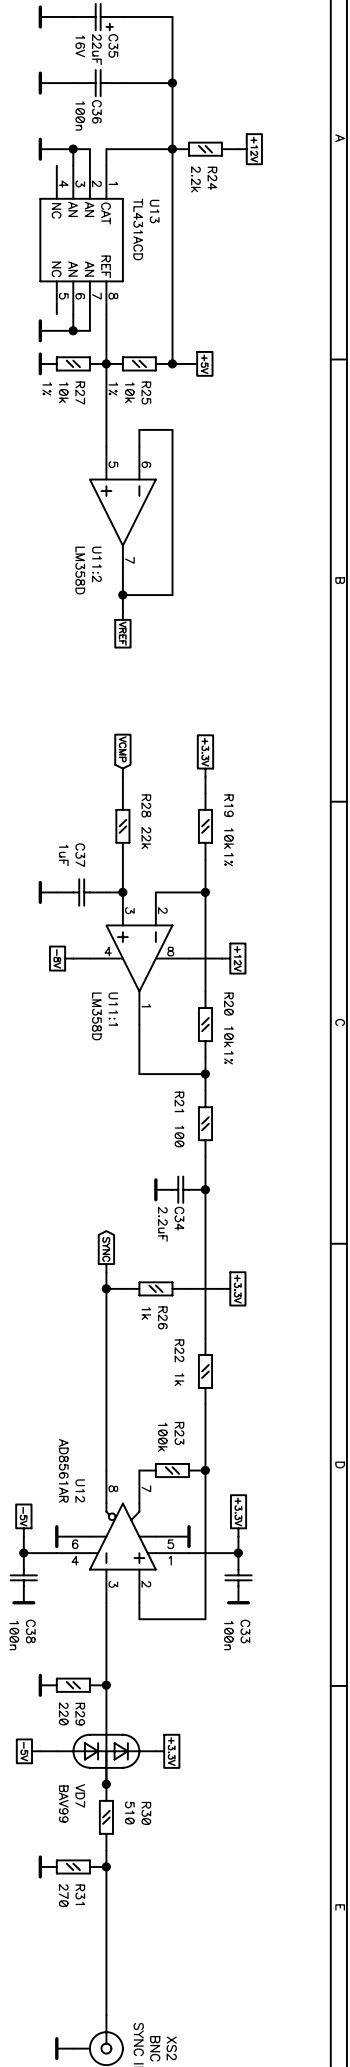 A
B
C
D
E
C35
22uF
16V
+
C36
100n
+12V
R24
2.2k
U13
TL431ACD
1
2
3
4
CAT
AN
AN
NC
REF
AN
AN
NC
8
7
6
5
+5V
R25
10k
1%
R27
10k
1%
6
5
7
U11:2
LM358D
VREF
+3.3V
R19 10k1%
VCMP
R28 22k
C37
1uF
2
3
8
4
1
+12V
-8V
U11:1
LM358D
R20 10k1%
R21 100
C34
2.2uF
SYNC
+3.3V
R26
1k
R22 1k
R23
100k
U12
AD8561AR
8
7
6
5
4
1
3
2
+3.3V
C33
100n
-5V
C38
100n
R29
220
+3.3V
-5V
VD7
BAV99
R30
510
R31
270
XS2
BNC
SYNC I